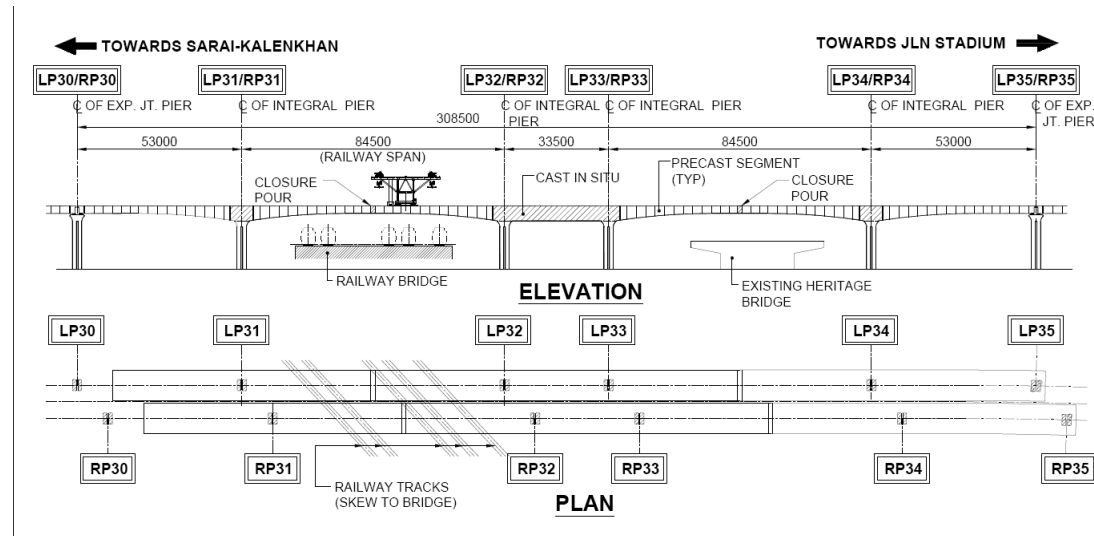 TOWARDS SARAI-KALENKHAN
TOWARDS JLN STADIUM
LP30/RP30
LP31/RP31
LP32/RP32
LP33/RP33
LP34/RP34
LP35/RP35
℄ OF EXP. JT. PIER
℄ OF INTEGRAL PIER
℄ OF INTEGRAL
PIER
℄ OF INTEGRAL PIER
℄ OF INTEGRAL PIER
℄ OF EXP.
JT. PIER
308500
53000
84500
33500
84500
53000
(RAILWAY SPAN)
CLOSURE
POUR
CAST IN SITU
PRECAST SEGMENT
(TYP)
CLOSURE
POUR
RAILWAY BRIDGE
EXISTING HERITAGE
BRIDGE
ELEVATION
LP30
LP31
LP32
LP33
LP34
LP35
RP30
RP31
RP32
RP33
RP34
RP35
RAILWAY TRACKS
(SKEW TO BRIDGE)
PLAN